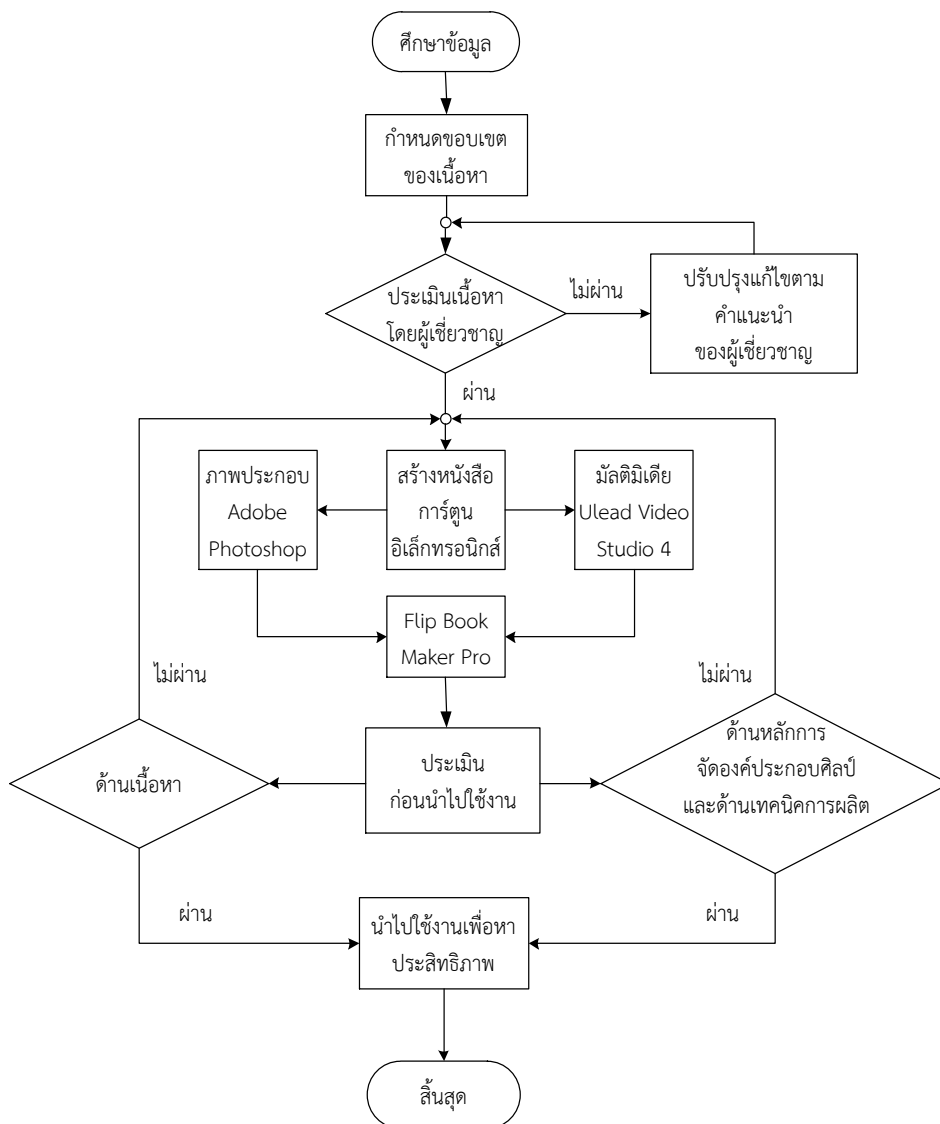 ศึกษาข้อมูล
กำหนดขอบเขต
ของเนื้อหา
ประเมินเนื้อหา
โดยผู้เชี่ยวชาญ
ไม่ผ่าน
ปรับปรุงแก้ไขตาม
คำแนะนำ
ของผู้เชี่ยวชาญ
ผ่าน
ภาพประกอบ
Adobe
Photoshop
สร้างหนังสือ
การ์ตูน
อิเล็กทรอนิกส์
มัลติมิเดีย
Ulead Video
Studio 4
Flip Book
Maker Pro
ไม่ผ่าน
ไม่ผ่าน
ด้านเนื้อหา
ประเมิน
ก่อนนำไปใช้งาน
ด้านหลักการ
จัดองค์ประกอบศิลป์
และด้านเทคนิคการผลิต
ผ่าน
ผ่าน
นำไปใช้งานเพื่อหา
ประสิทธิภาพ
สิ้นสุด